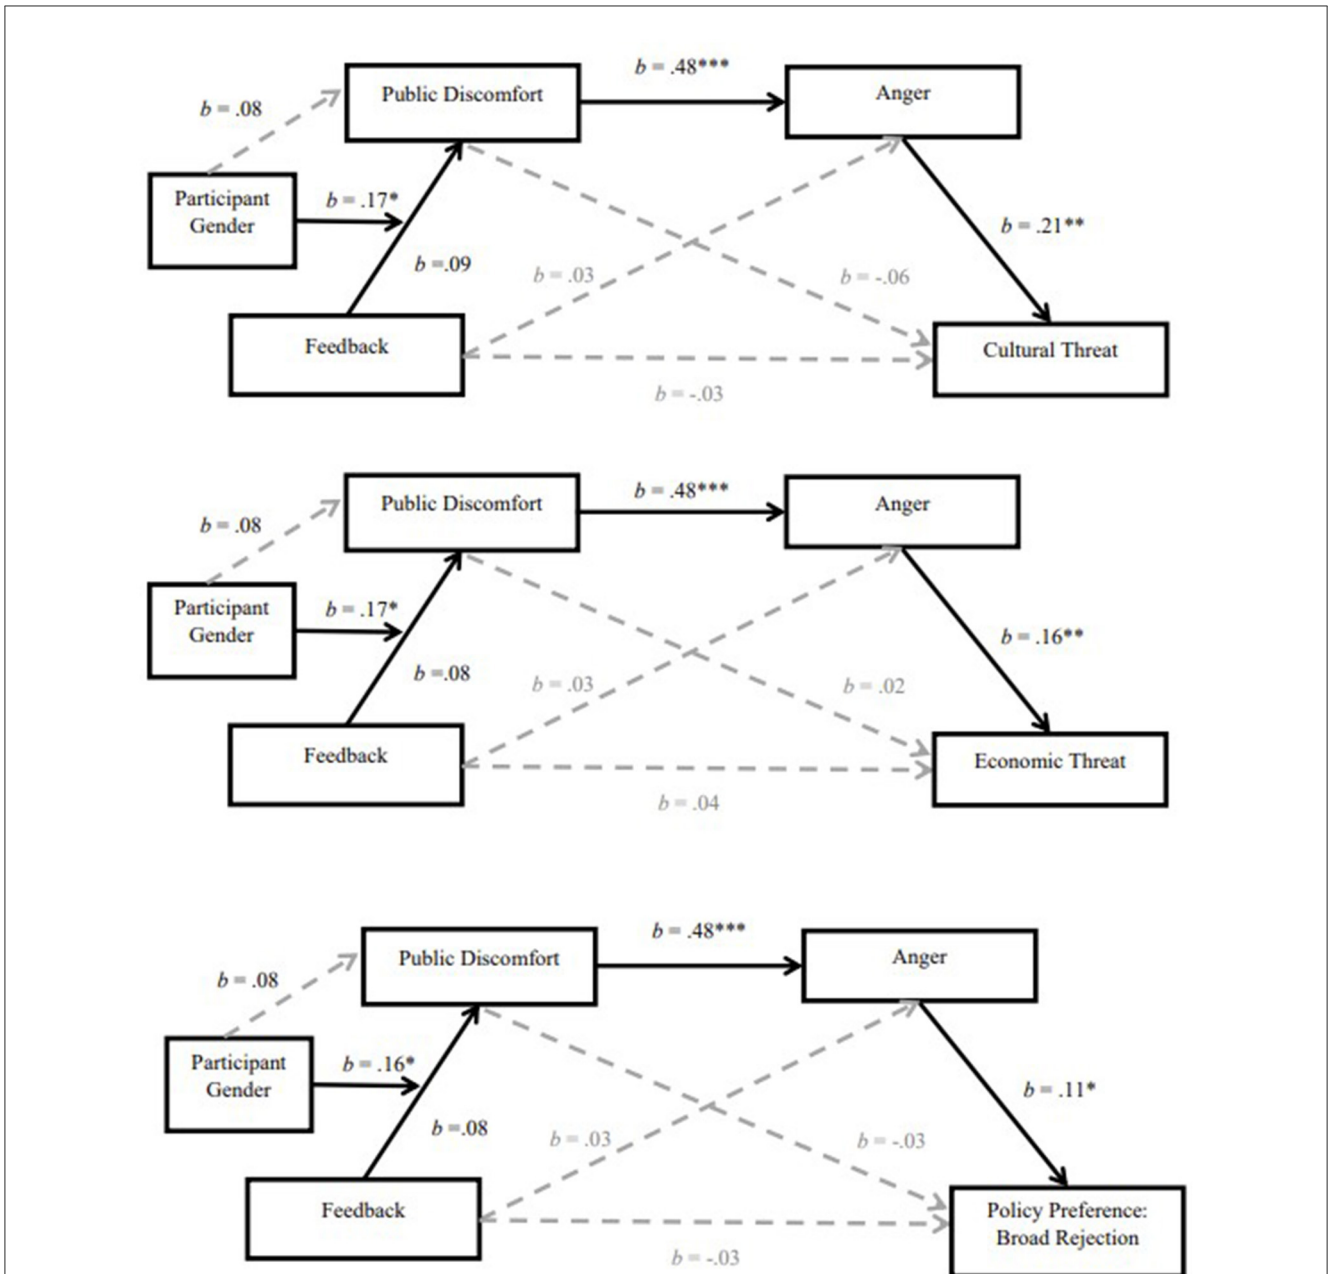 b = .48***
Public Discomfort
Anger
b = .08
Participant
Gender
b = .17*
b = .21**
b =.09
b = .03
b = -.06
Feedback
Cultural Threat
b = -.03
b = .48***
Public Discomfort
Anger
b = .08
Participant
Gender
b = .17*
b = .16**
b =.08
b = .03
b = .02
Feedback
Economic Threat
b = .04
b = .48***
Public Discomfort
Anger
b = .08
Participant
Gender
b = .16*
b = .11*
b =.08
b = .03
b = -.03
Feedback
Policy Preference:
Broad Rejection
b = -.03